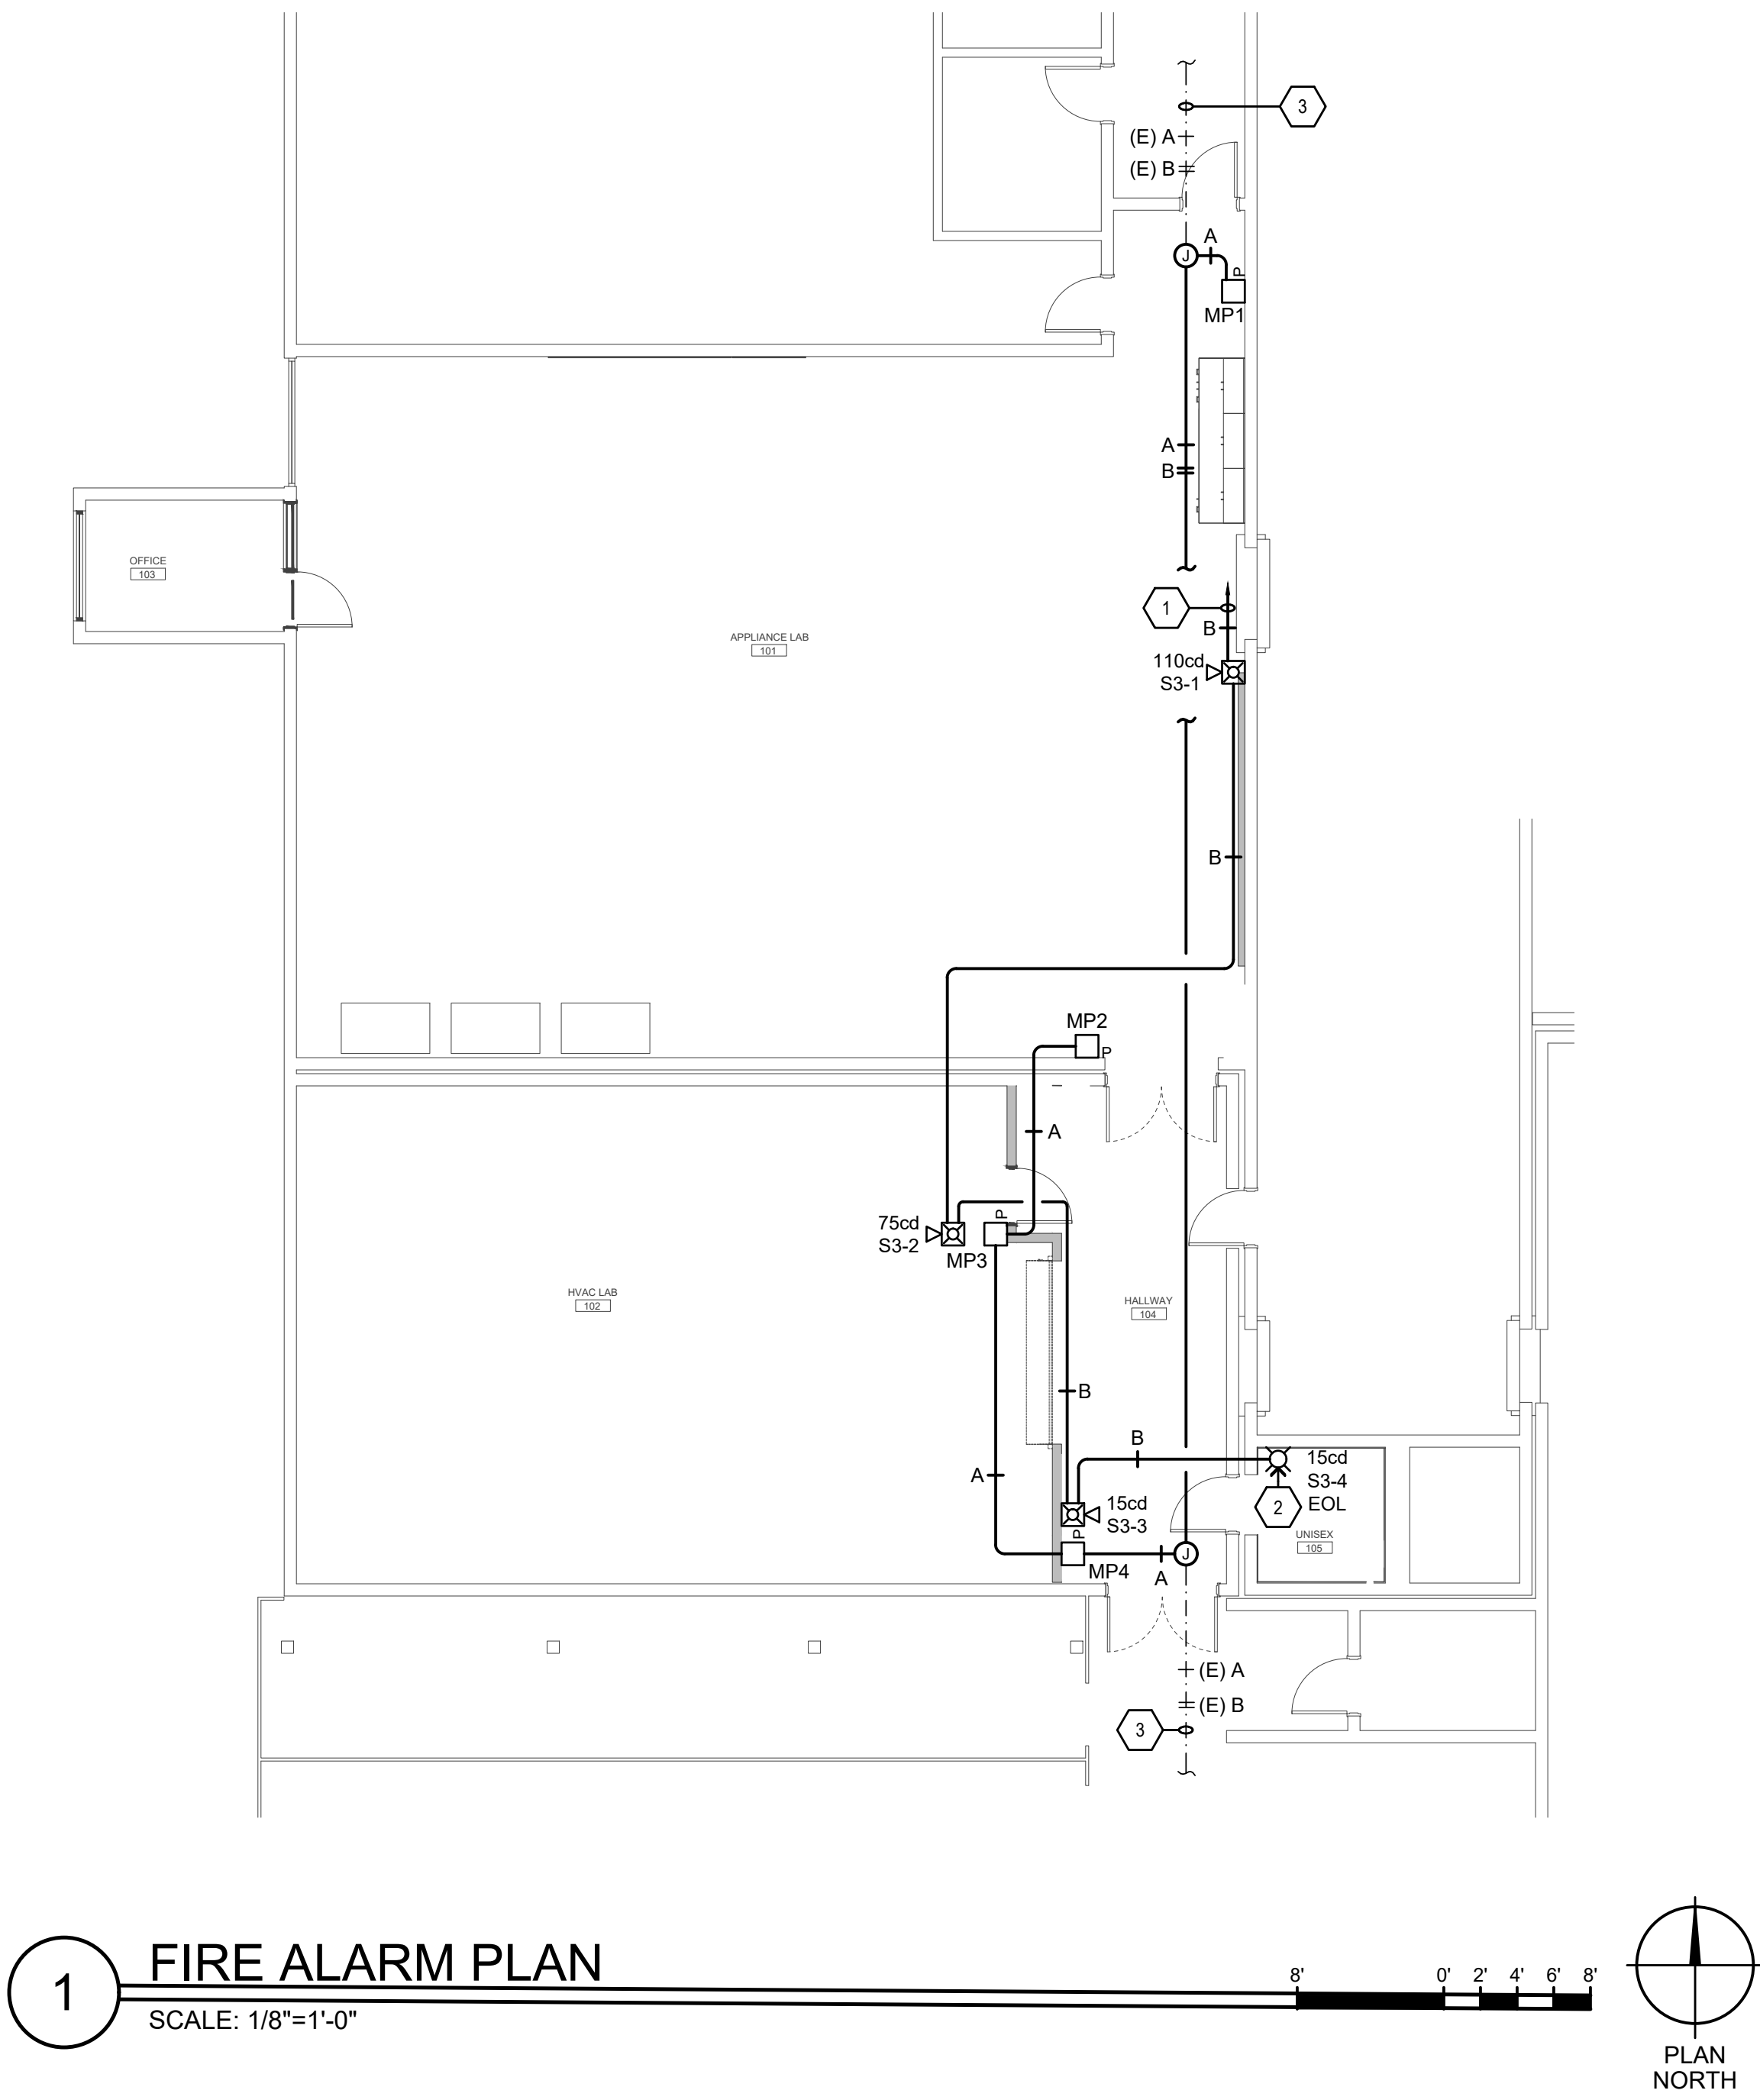 3
(E) A
(E) B
A
J
P
MP1
A
B
OFFICE
103
1
B
APPLIANCE LAB
101
110cd
S3-1
B
MP2
P
A
P
75cd
S3-2
MP3
HVAC LAB
102
HALLWAY
104
B
B
A
15cd
S3-4
EOL
2
15cd
S3-3
P
UNISEX
105
J
MP4
A
(E) A
(E) B
3
1
FIRE ALARM PLAN
SCALE: 1/8"=1'-0"
8' 0' 2' 4' 6' 8'
PLAN
NORTH